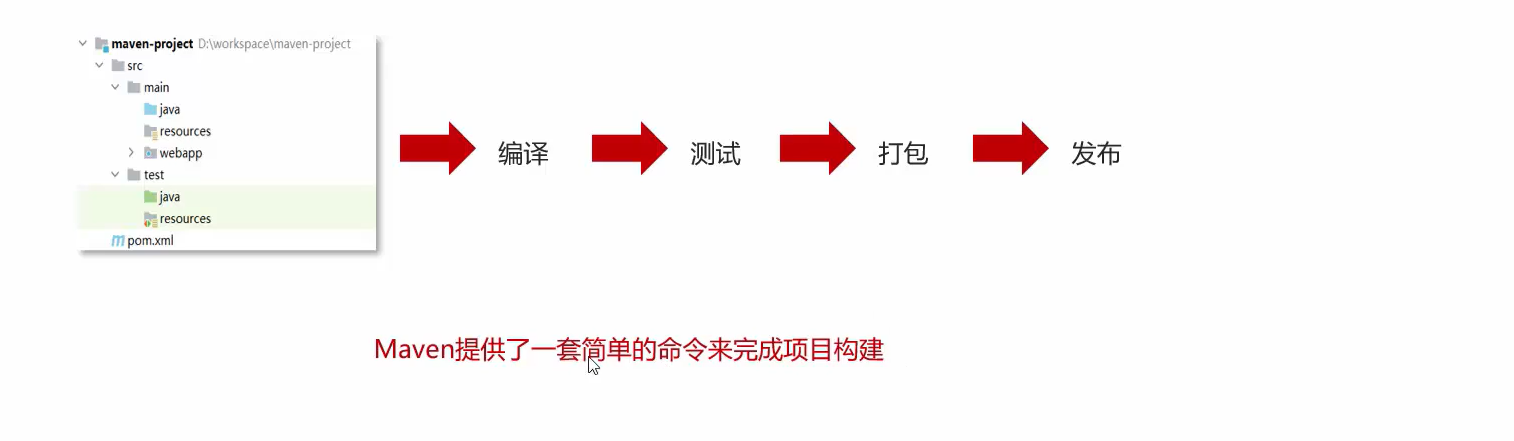 maven-project D:\workspace\maven-project
src
main
java
resources
webapp
test
java
resources
pom.xml
编译
测试
打包
发布
Maven提供了一套简单的命令来完成项目构建